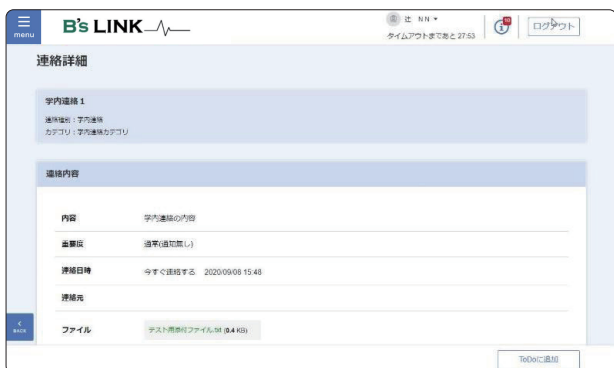 menu
B's LINK
辻 NN ▼
タイムアウトまであと 27:53
10
ログアウト
連絡詳細
学内連絡 1
連絡種別 : 学内連絡
カテゴリ : 学内連絡カテゴリ
連絡内容
内容 学内連絡の内容
重要度 通常(通知無し)
連絡日時 今すぐ連絡する 2020/09/08 15:48
連絡元
ファイル テスト用添付ファイル.txt (0.4 KB)
BACK
ToDoに追加